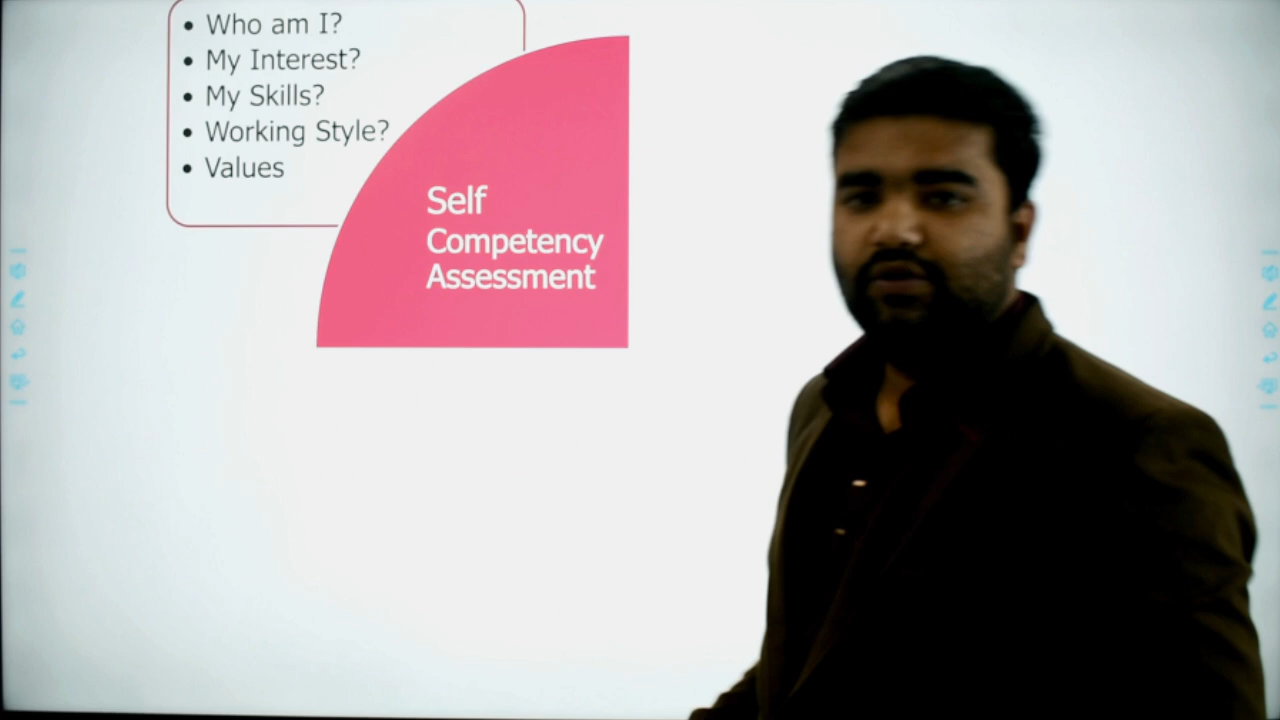 • Who am I?
• My Interest?
• My Skills?
• Working Style?
• Values
Self
Competency
Assessment